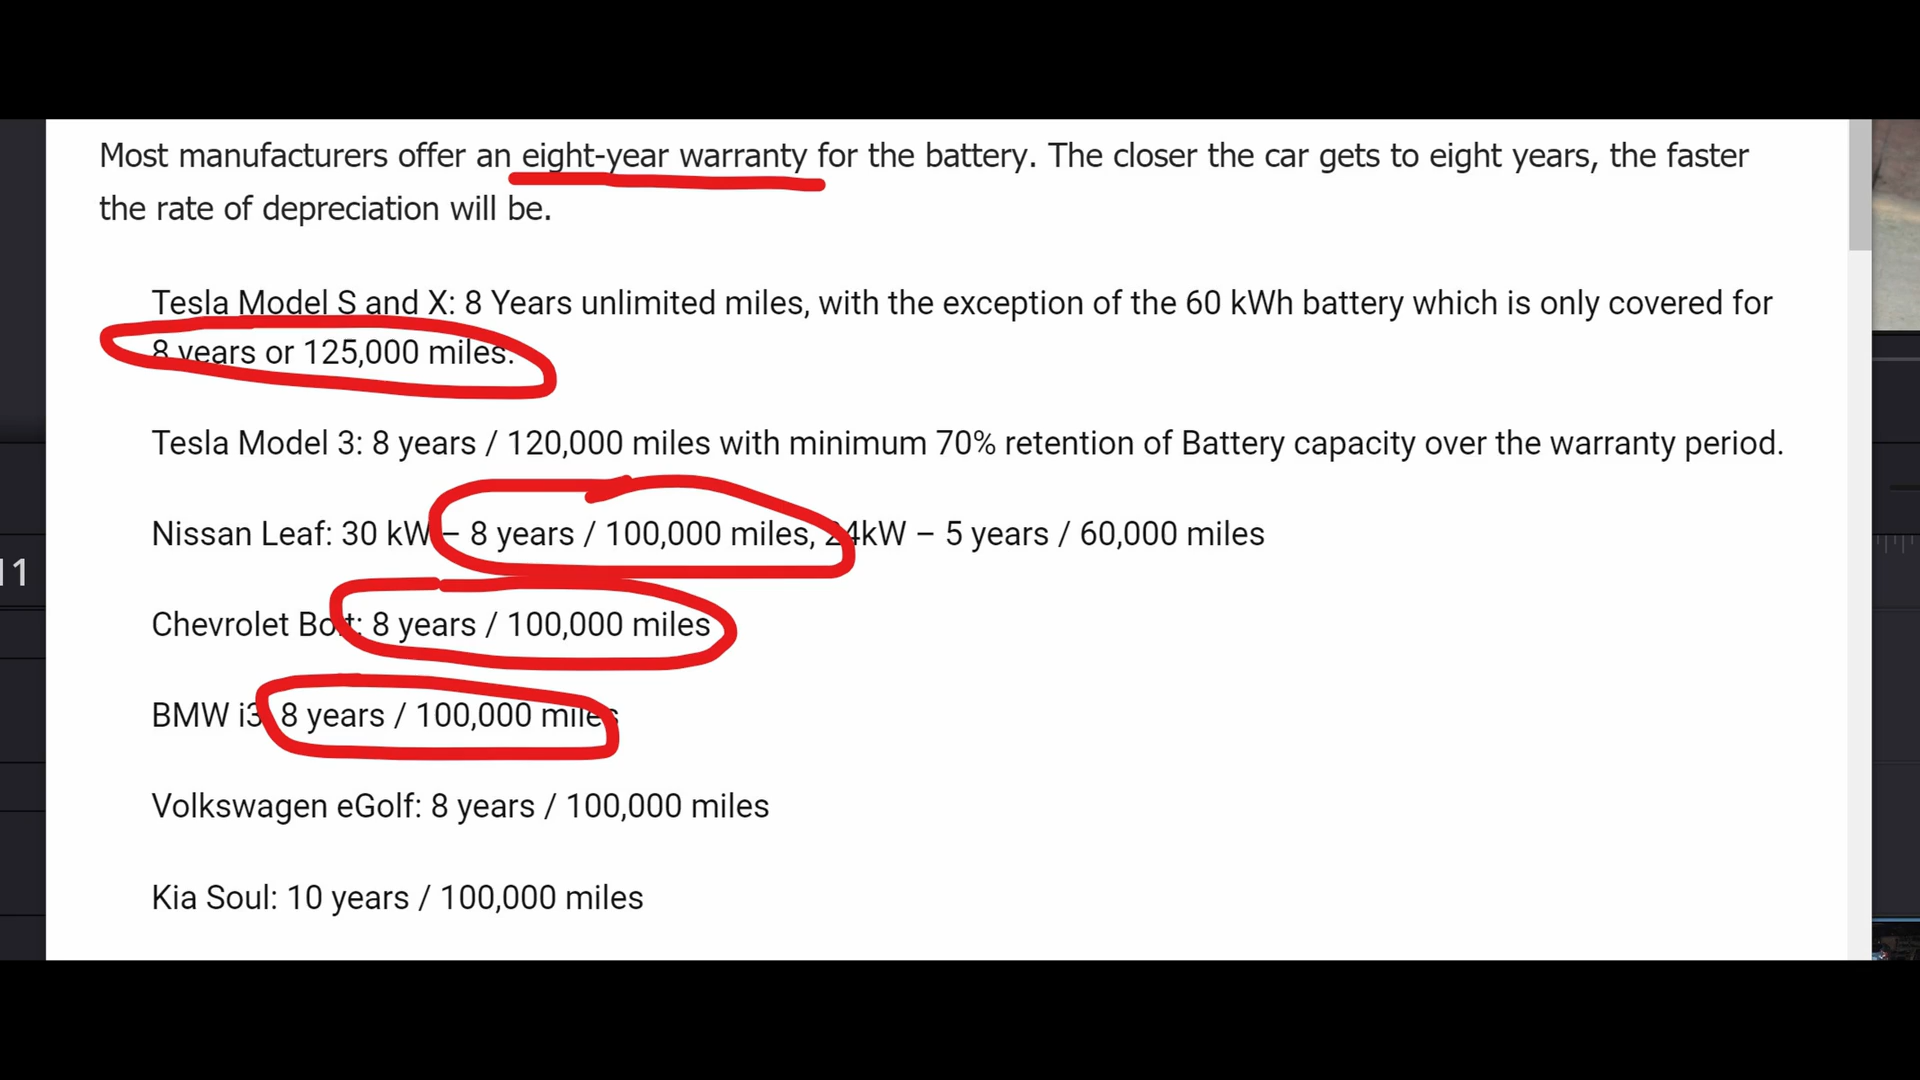 Most manufacturers offer an eight-year warranty for the battery. The closer the car gets to eight years, the faster
the rate of depreciation will be.
Tesla Model S and X: 8 Years unlimited miles, with the exception of the 60 kWh battery which is only covered for
8 years or 125,000 miles.
Tesla Model 3: 8 years / 120,000 miles with minimum 70% retention of Battery capacity over the warranty period.
Nissan Leaf: 30 kW – 8 years / 100,000 miles, 24kW – 5 years / 60,000 miles
11
Chevrolet Bolt: 8 years / 100,000 miles
BMW i3: 8 years / 100,000 miles
Volkswagen eGolf: 8 years / 100,000 miles
Kia Soul: 10 years / 100,000 miles